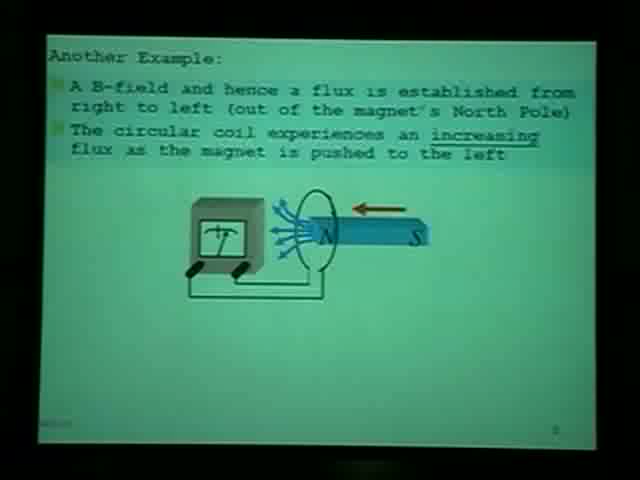 Another Example:
A B-field and hence a flux is established from
right to left (out of the magnet's North Pole)
The circular coil experiences an increasing
flux as the magnet is pushed to the left
N S